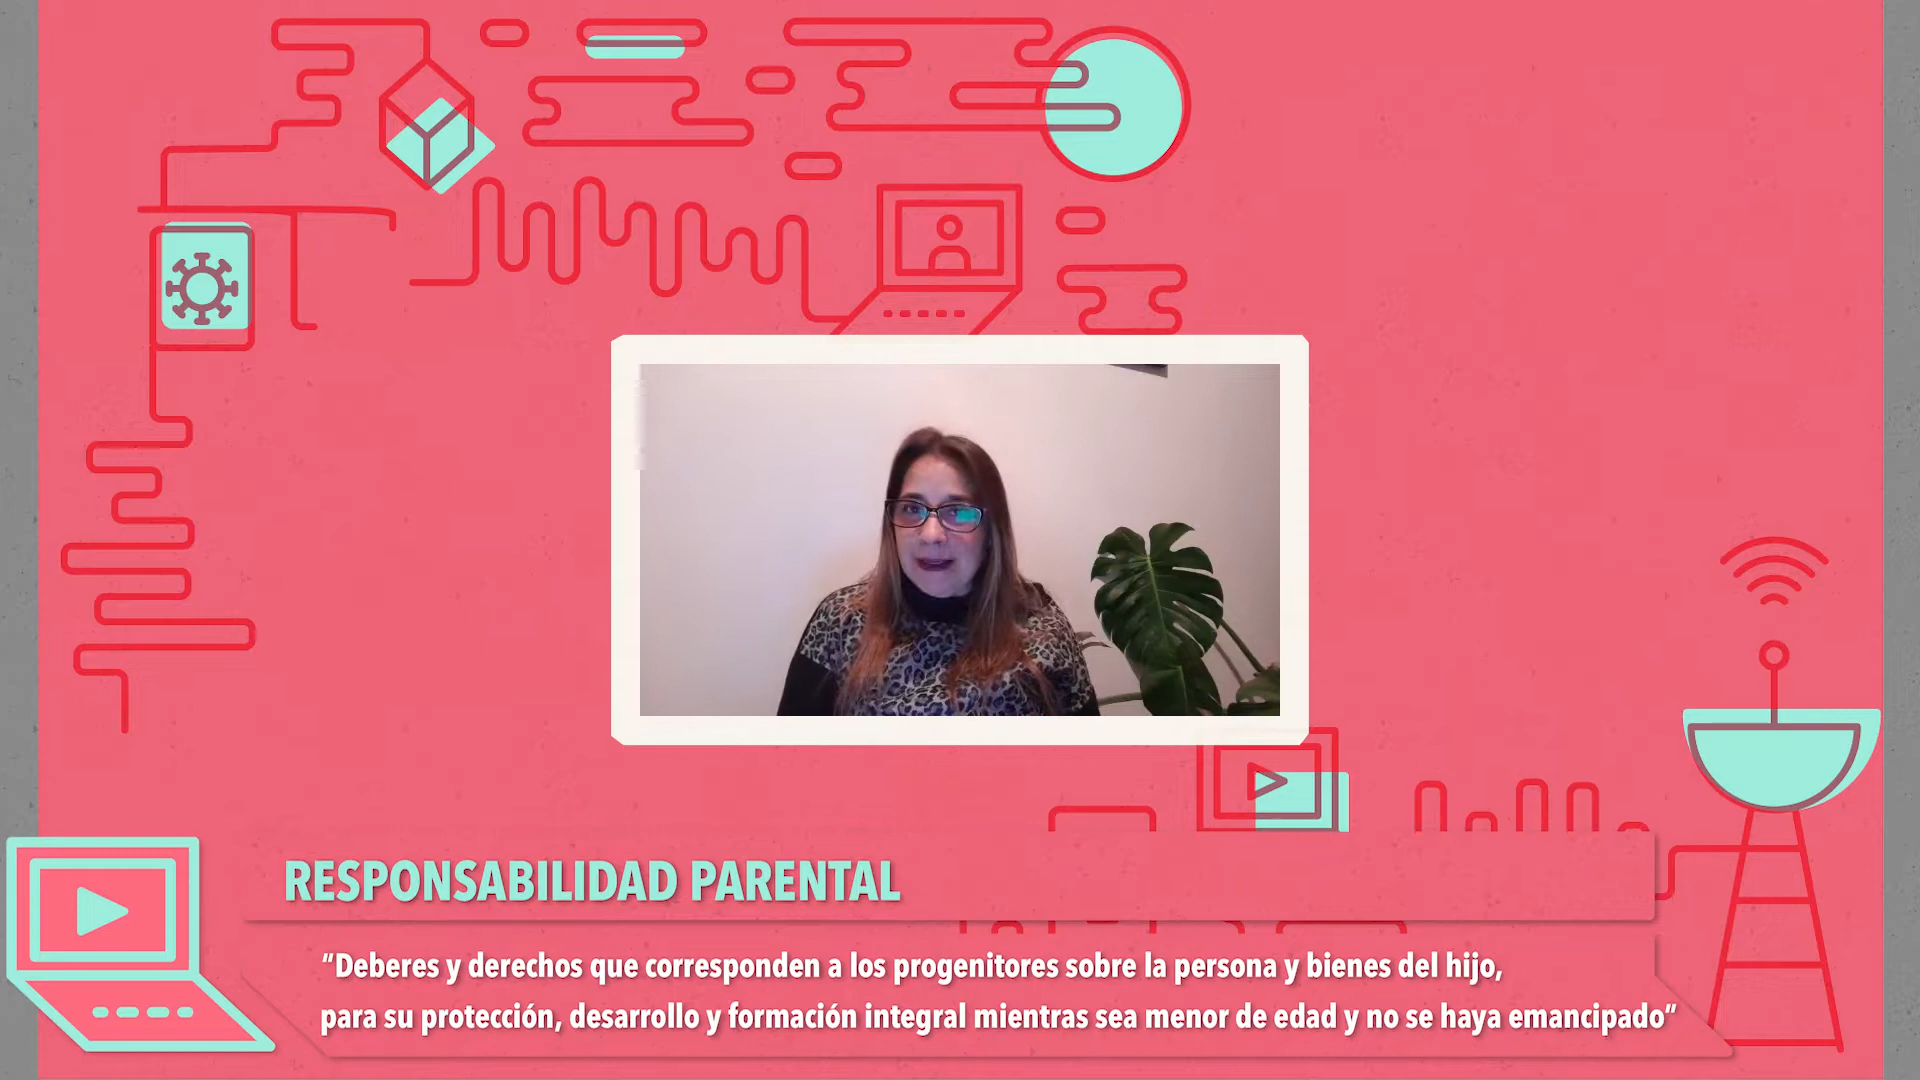 RESPONSABILIDAD PARENTAL
"Deberes y derechos que corresponden a los progenitores sobre la persona y bienes del hijo,
para su protección, desarrollo y formación integral mientras sea menor de edad y no se haya emancipado"